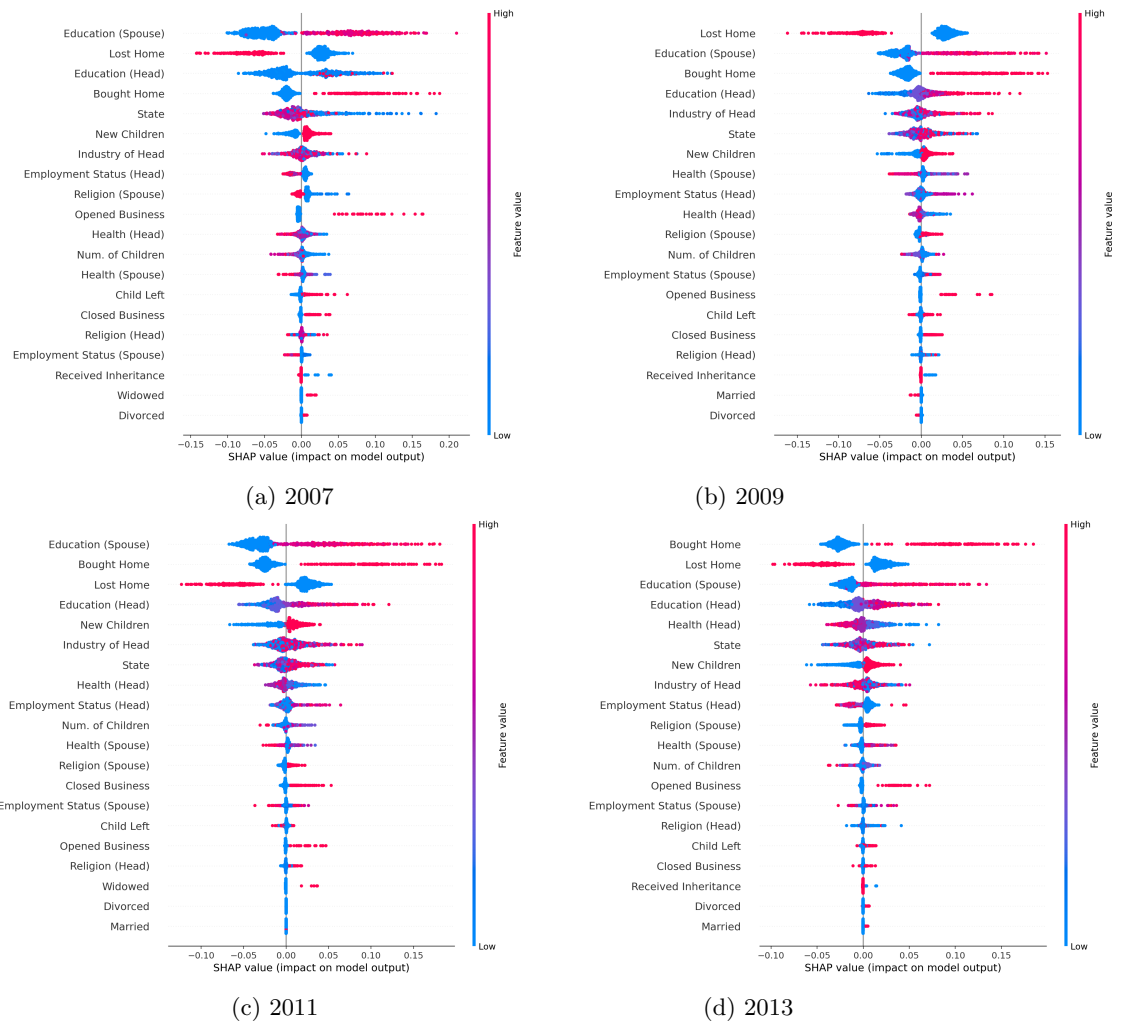 High
Education (Spouse)
Lost Home
Education (Head)
Bought Home
State
New Children
Industry of Head
Employment Status (Head)
Religion (Spouse)
Opened Business
Health (Head)
Num. of Children
Health (Spouse)
Child Left
Closed Business
Religion (Head)
Employment Status (Spouse)
Received Inheritance
Widowed
Divorced
Feature value
Low
−0.15 −0.10 −0.05 0.00 0.05 0.10 0.15 0.20
SHAP value (impact on model output)
(a) 2007
High
Lost Home
Education (Spouse)
Bought Home
Education (Head)
Industry of Head
State
New Children
Health (Spouse)
Employment Status (Head)
Health (Head)
Religion (Spouse)
Num. of Children
Employment Status (Spouse)
Opened Business
Child Left
Closed Business
Religion (Head)
Received Inheritance
Married
Divorced
Feature value
Low
−0.15 −0.10 −0.05 0.00 0.05 0.10 0.15
SHAP value (impact on model output)
(b) 2009
High
Education (Spouse)
Bought Home
Lost Home
Education (Head)
New Children
Industry of Head
State
Health (Head)
Employment Status (Head)
Num. of Children
Health (Spouse)
Religion (Spouse)
Closed Business
Employment Status (Spouse)
Child Left
Opened Business
Religion (Head)
Widowed
Divorced
Married
Feature value
Low
−0.10 −0.05 0.00 0.05 0.10 0.15
SHAP value (impact on model output)
(c) 2011
High
Bought Home
Lost Home
Education (Spouse)
Education (Head)
Health (Head)
State
New Children
Industry of Head
Employment Status (Head)
Religion (Spouse)
Health (Spouse)
Num. of Children
Opened Business
Employment Status (Spouse)
Religion (Head)
Child Left
Closed Business
Received Inheritance
Divorced
Married
Feature value
Low
−0.10 −0.05 0.00 0.05 0.10 0.15
SHAP value (impact on model output)
(d) 2013